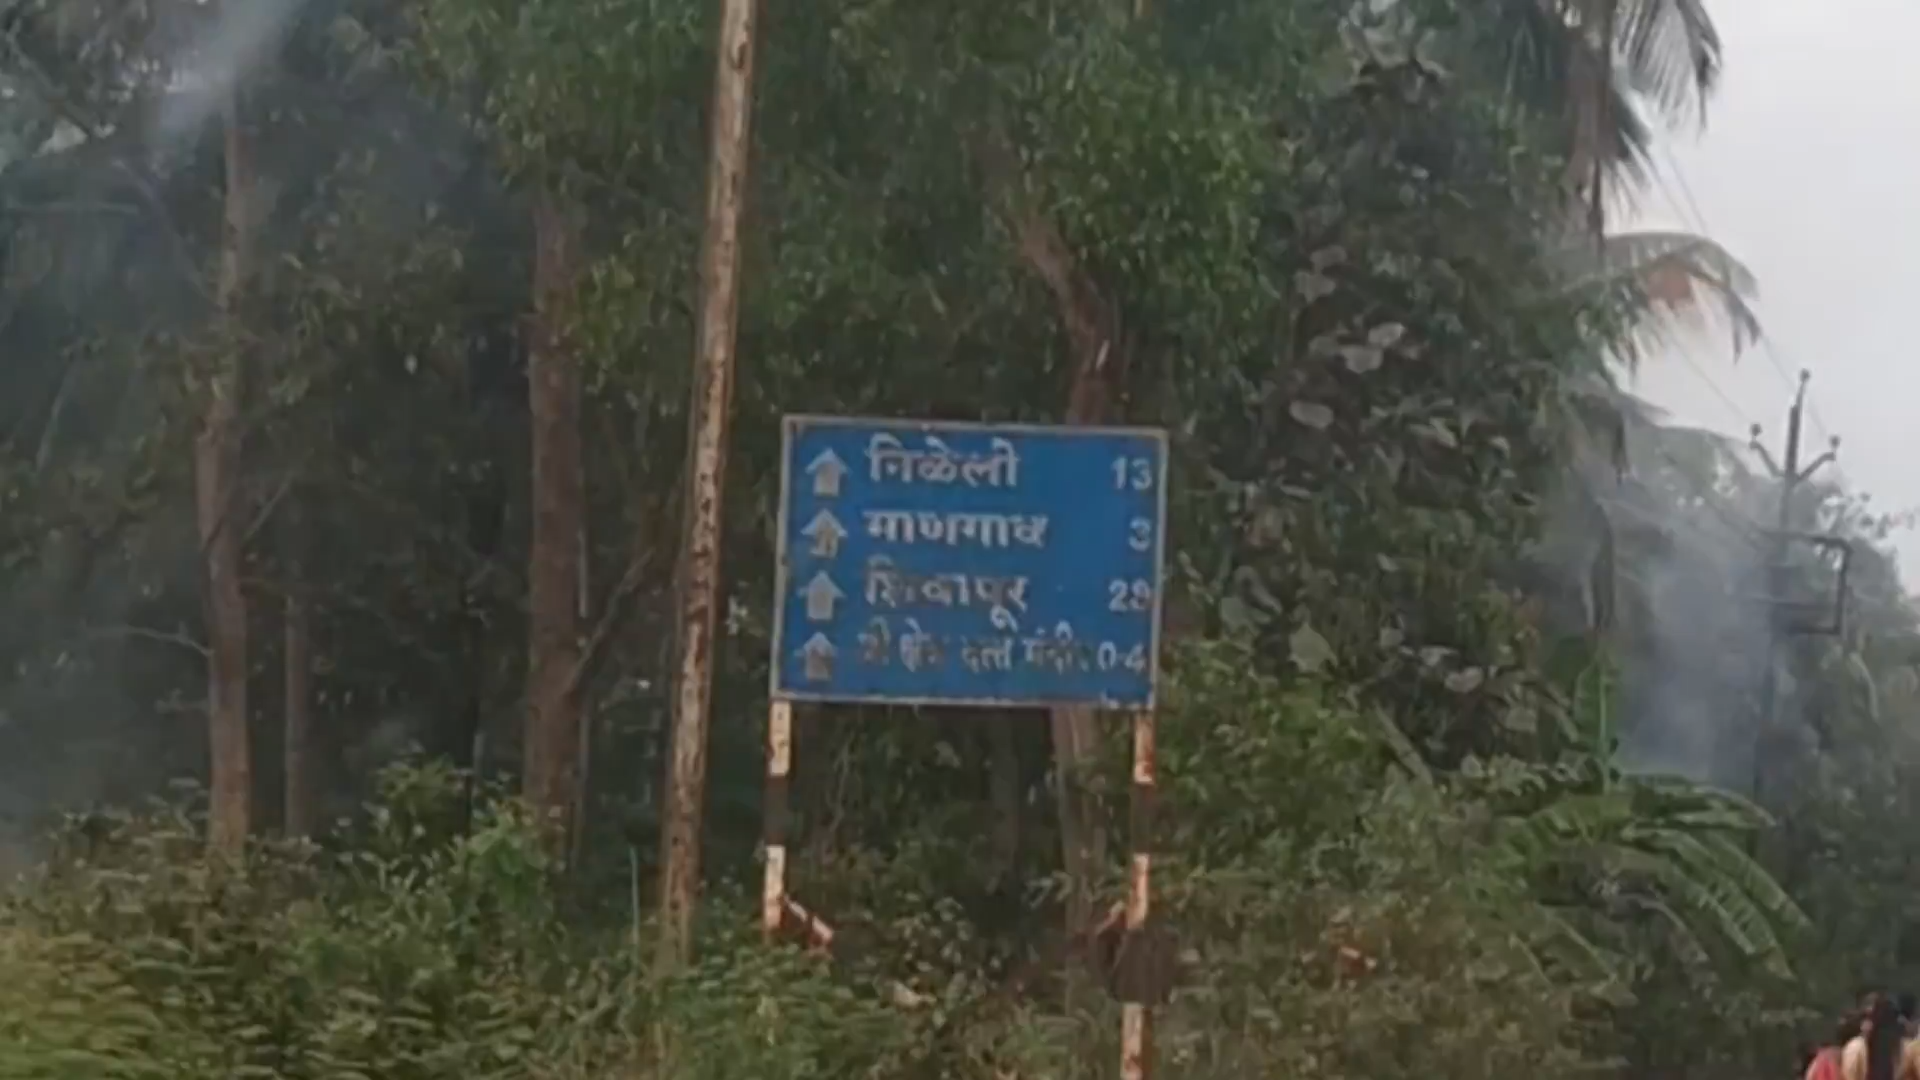 निळेली 13
माणगाव 3
शिवापूर 29
श्री क्षेत्र दत्त मंदीर 0.4